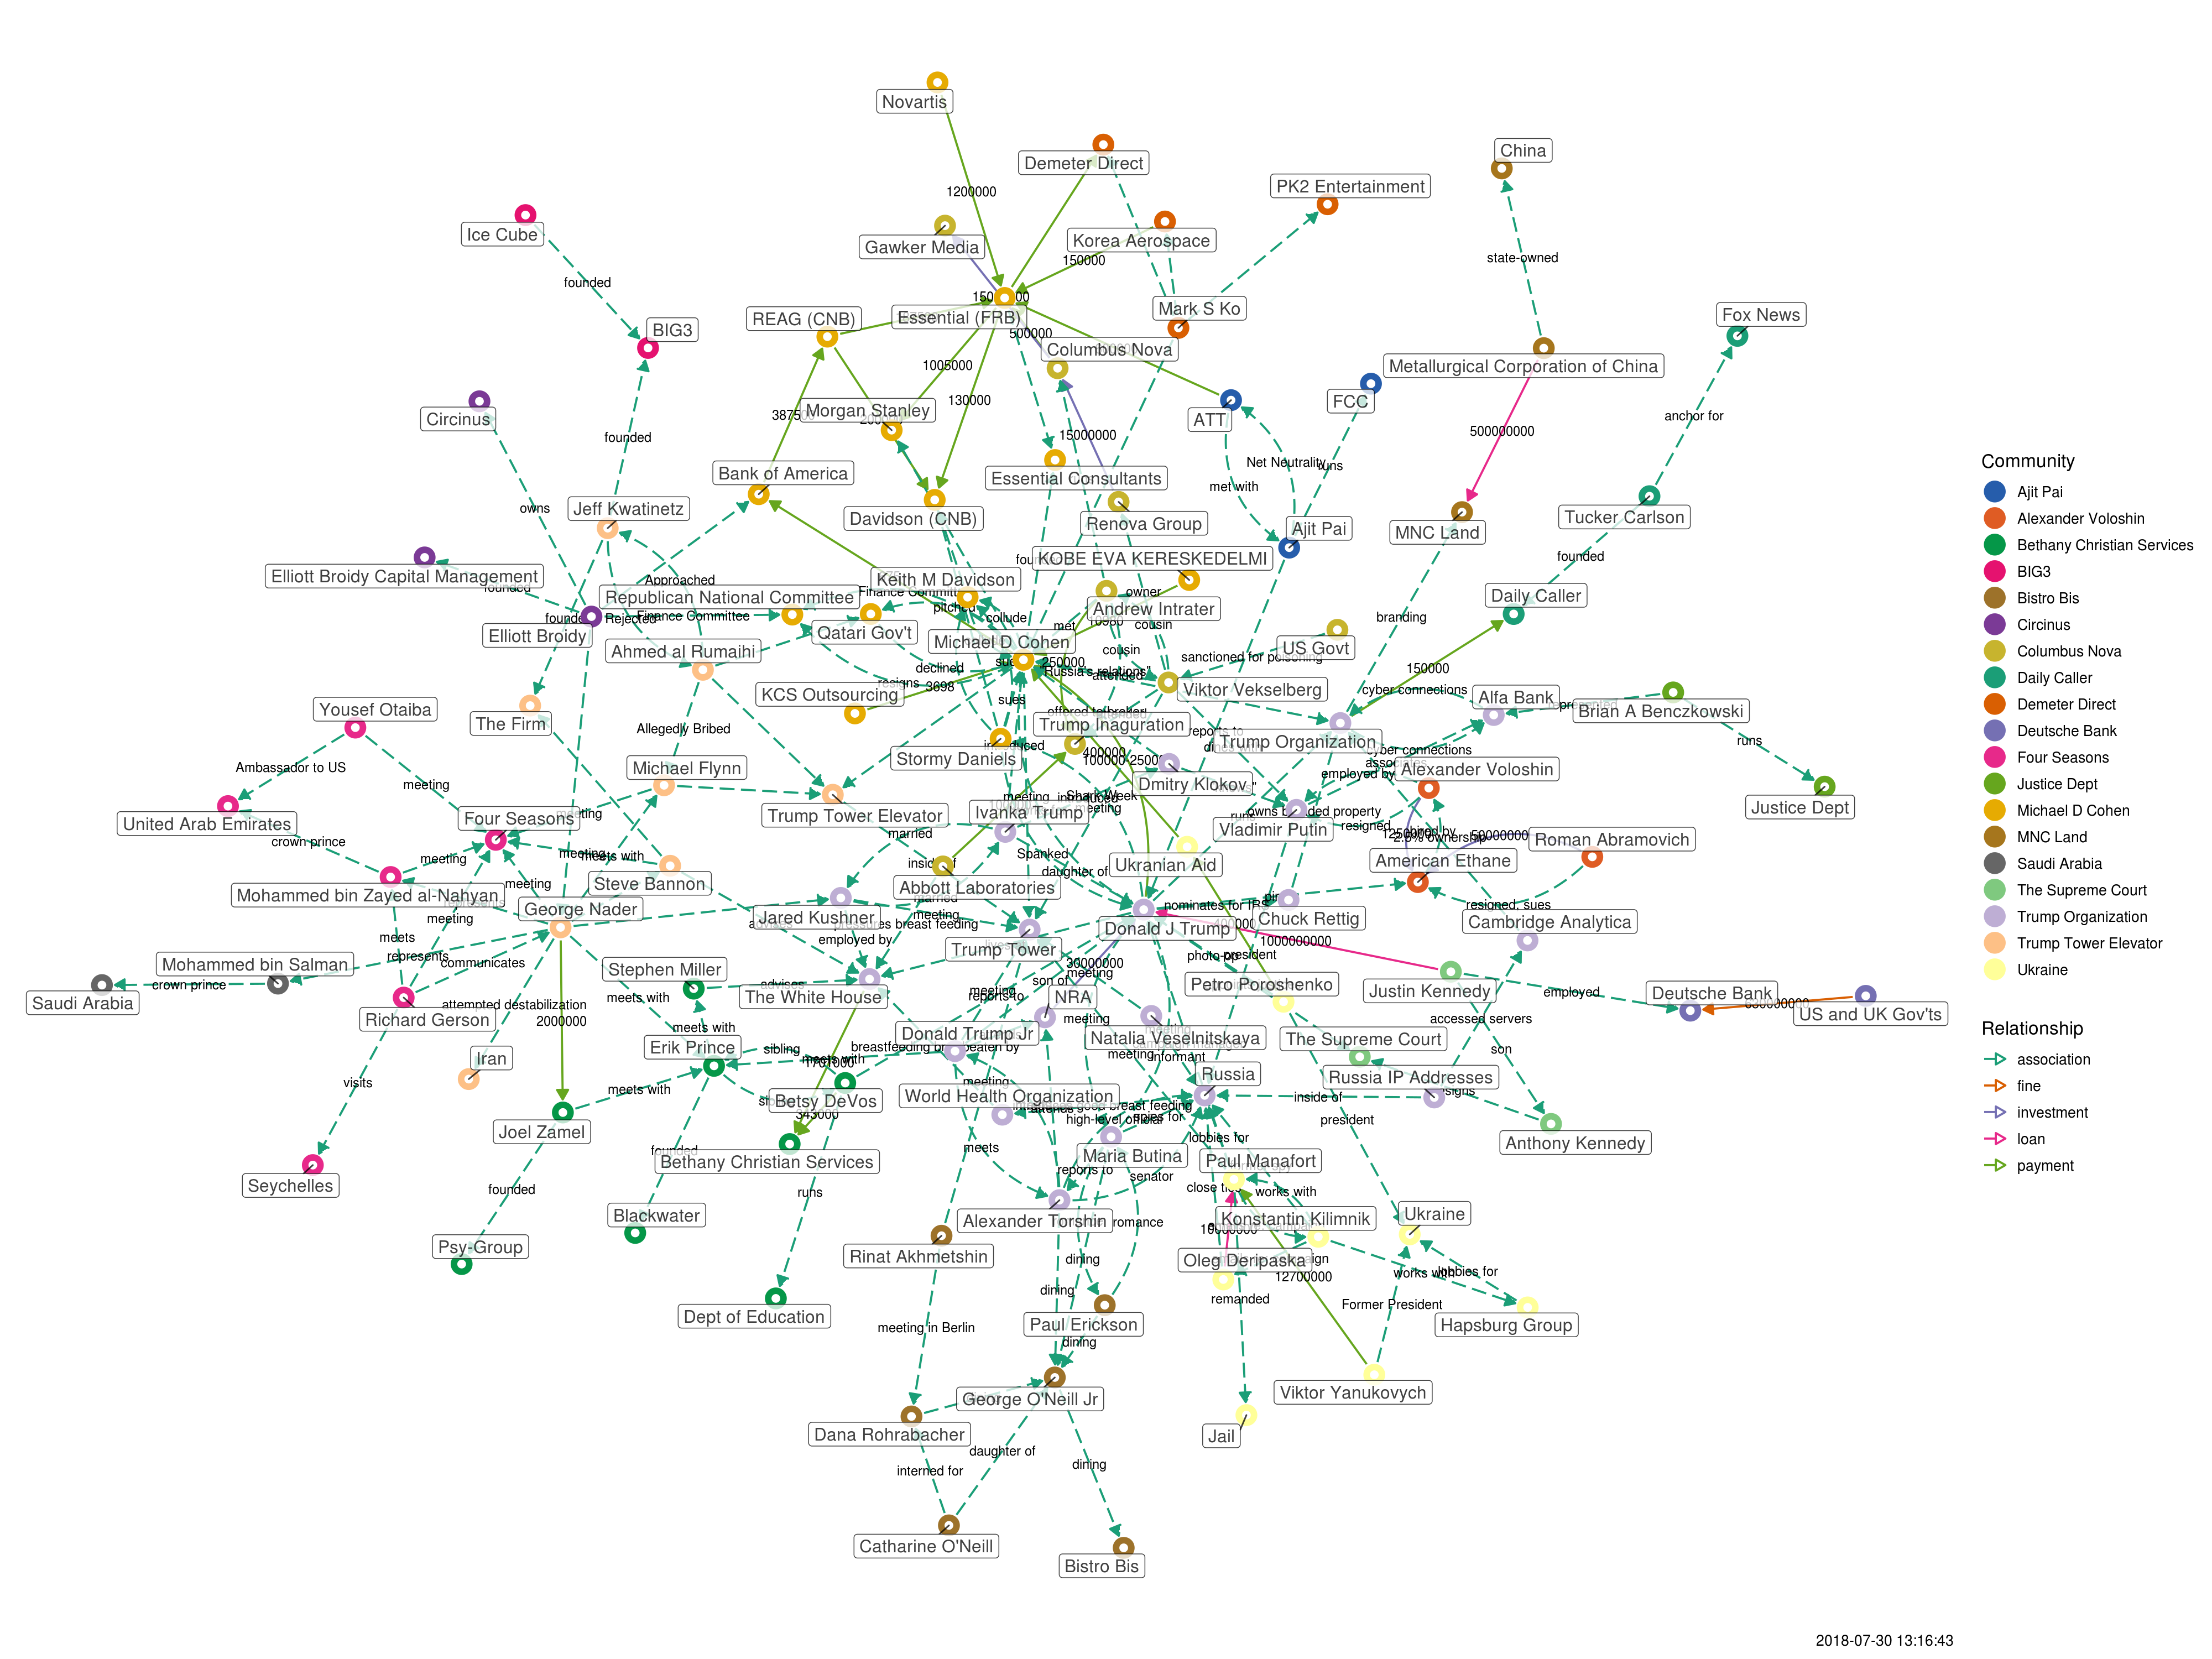 Novartis
Demeter Direct
China
PK2 Entertainment
1200000
Ice Cube
Gawker Media
Korea Aerospace
state-owned
150000
founded
Mark S Ko
REAG (CNB)
Essential (FRB)
BIG3
Fox News
500000
Columbus Nova
Metallurgical Corporation of China
1005000
FCC
130000
Morgan Stanley
ATT
Circinus
anchor for
500000000
15000000
founded
Net Neutrality
runs
Bank of America
Essential Consultants
met with
owns
Jeff Kwatinetz
Davidson (CNB)
Renova Group
Ajit Pai
MNC Land
Tucker Carlson
KOBE EVA KERESKEDELMI
founded
Elliott Broidy Capital Management
founded
Approached
Keith M Davidson
Republican National Committee
owner
Andrew Intrater
Daily Caller
Finance Committee
Rejected
pitched
collude
branding
Elliott Broidy
Qatari Gov't
met
cousin
Michael D Cohen
US Govt
Ahmed al Rumaihi
cousin
sanctioned for poisoning
declined
250000
"Russia's relations"
attended
150000
resigns
3698
KCS Outsourcing
Viktor Vekselberg
cyber connections
Alfa Bank
Brian A Benczkowski
Yousef Otaiba
The Firm
sues
Trump Inaguration
Allegedly Bribed
reports to
Trump Organization
runs
Stormy Daniels
introduced
cyber connections
400000
Ambassador to US
Michael Flynn
employed by
Alexander Voloshin
meeting
Dmitry Klokov
Shark Week
Justice Dept
United Arab Emirates
Four Seasons
Trump Tower Elevator
Ivanka Trump
owns branded property
Vladimir Putin
resigned
2.5% ownership
50000000
Roman Abramovich
crown prince
married
meeting
meets with
Spanked
Ukranian Aid
American Ethane
inside of
daughter of
Steve Bannon
Abbott Laboratories
Mohammed bin Zayed al-Nahyan
meeting
George Nader
nominates for IRS
resigned, sues
meeting
Jared Kushner
meeting
Donald J Trump
Chuck Rettig
Cambridge Analytica
meets
employed by
Trump Tower
1000000000
represents
communicates
photo-op
president
Mohammed bin Salman
Stephen Miller
30000000
meeting
Saudi Arabia
crown prince
The White House
son of
NRA
Petro Poroshenko
Justin Kennedy
employed
Deutsche Bank
US and UK Gov'ts
Richard Gerson
attempted destabilization
2000000
meets with
reports to
accessed servers
meets with
Donald Trump Jr
meeting
Natalia Veselnitskaya
The Supreme Court
Erik Prince
sibling
meets with
meeting
informant
son
Iran
Russia
Russia IP Addresses
visits
meets with
Betsy DeVos
World Health Organization
inside of
343000
high-level official
spies for
president
Joel Zamel
lobbies for
Anthony Kennedy
meets
Bethany Christian Services
Maria Butina
Paul Manafort
Seychelles
founded
runs
reports to
senator
works with
Blackwater
Alexander Torshin
romance
Konstantin Kilimnik
Ukraine
Psy-Group
Rinat Akhmetshin
dining
Oleg Deripaska
12700000
works with
lobbies for
dining
remanded
Former President
Dept of Education
Paul Erickson
Hapsburg Group
meeting in Berlin
dining
George O'Neill Jr
Viktor Yanukovych
Dana Rohrabacher
Jail
daughter of
interned for
dining
Catharine O'Neill
Bistro Bis
Community
Ajit Pai
Alexander Voloshin
Bethany Christian Services
BIG3
Bistro Bis
Circinus
Columbus Nova
Daily Caller
Demeter Direct
Deutsche Bank
Four Seasons
Justice Dept
Michael D Cohen
MNC Land
Saudi Arabia
The Supreme Court
Trump Organization
Trump Tower Elevator
Ukraine
Relationship
association
fine
investment
loan
payment
2018-07-30 13:16:43